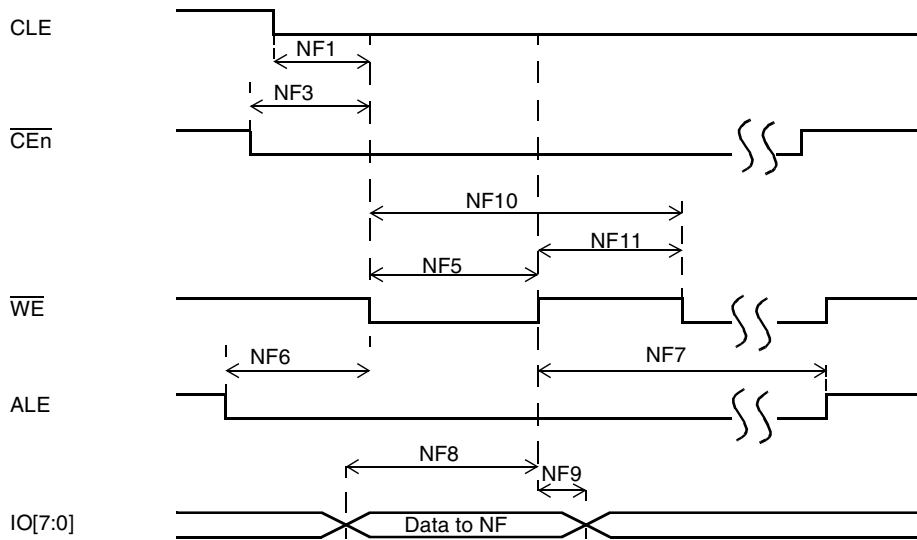 CLE
NF1
NF3
CEn
NF10
NF11
NF5
WE
NF6
NF7
ALE
NF8
NF9
IO[7:0]
Data to NF